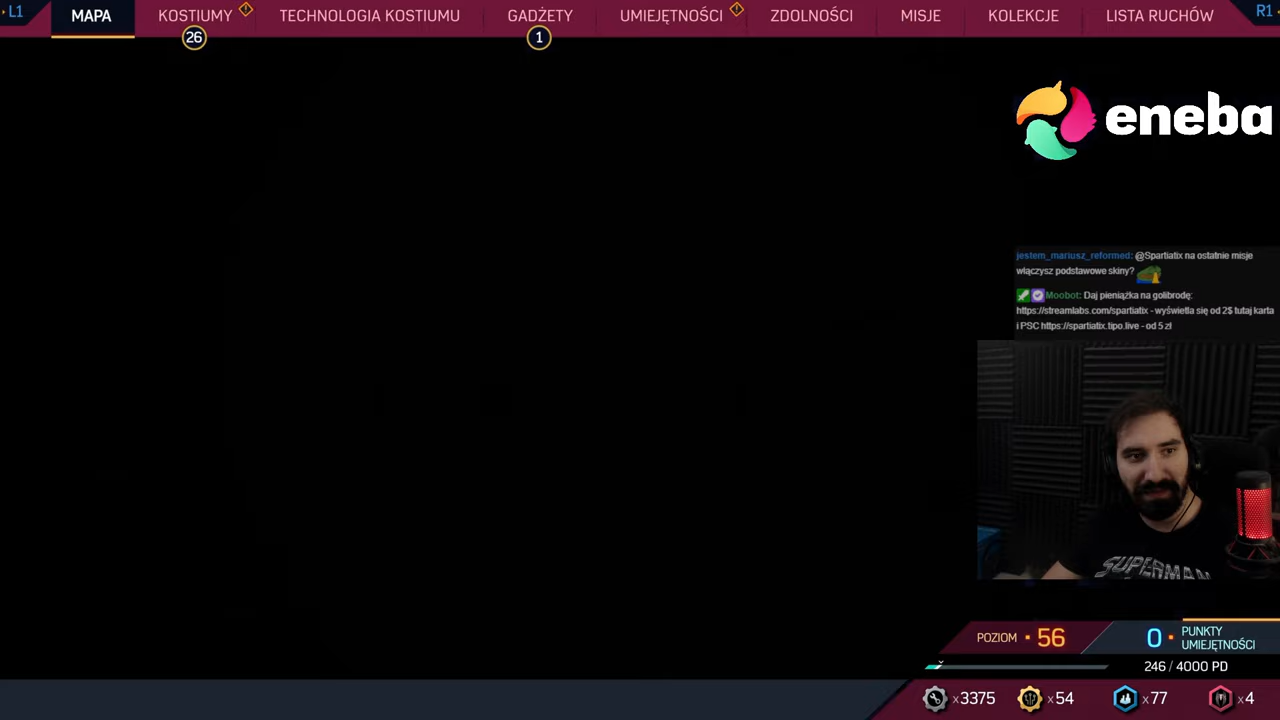 L1 MAPA KOSTIUMY TECHNOLOGIA KOSTIUMU GADŻETY UMIEJĘTNOŚCI ZDOLNOŚCI MISJE KOLEKCJE LISTA RUCHÓW R1
26 1
eneba
jestem_mariusz_reformed: @Spartiatix na ostatnie misje
włączysz podstawowe skiny?
Moobot: Daj pieniążka na golibrodę:
https://streamlabs.com/spartiatix - wyświetla się od 2$ tutaj karta
i PSC https://spartiatix.tipo.live - od 5 zł
SUPERMAN
POZIOM 56 0 PUNKTY
UMIEJĘTNOŚCI
246 / 4000 PD
x3375 x54 x77 x4